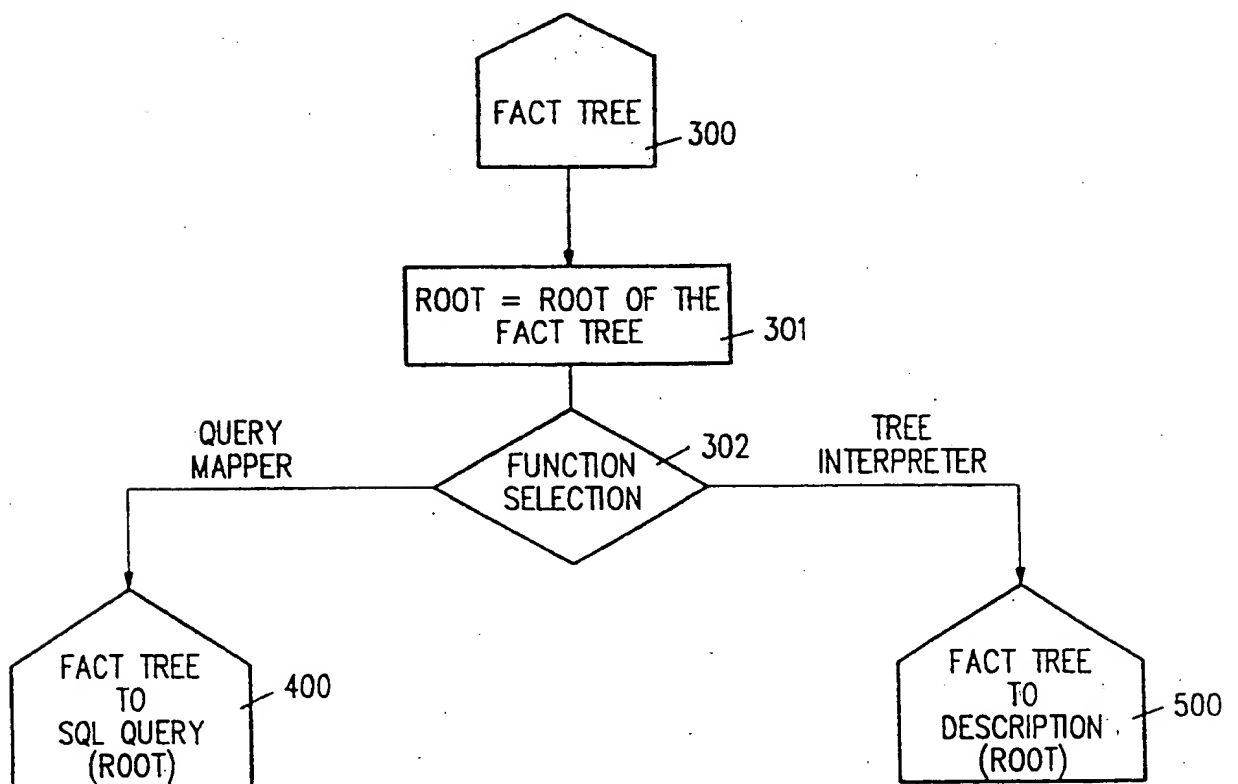 FACT TREE
300
ROOT = ROOT OF THE
FACT TREE
301
QUERY
MAPPER
FUNCTION
SELECTION
302
TREE
INTERPRETER
FACT TREE
TO
SQL QUERY
(ROOT)
400
FACT TREE
TO
DESCRIPTION
(ROOT)
500